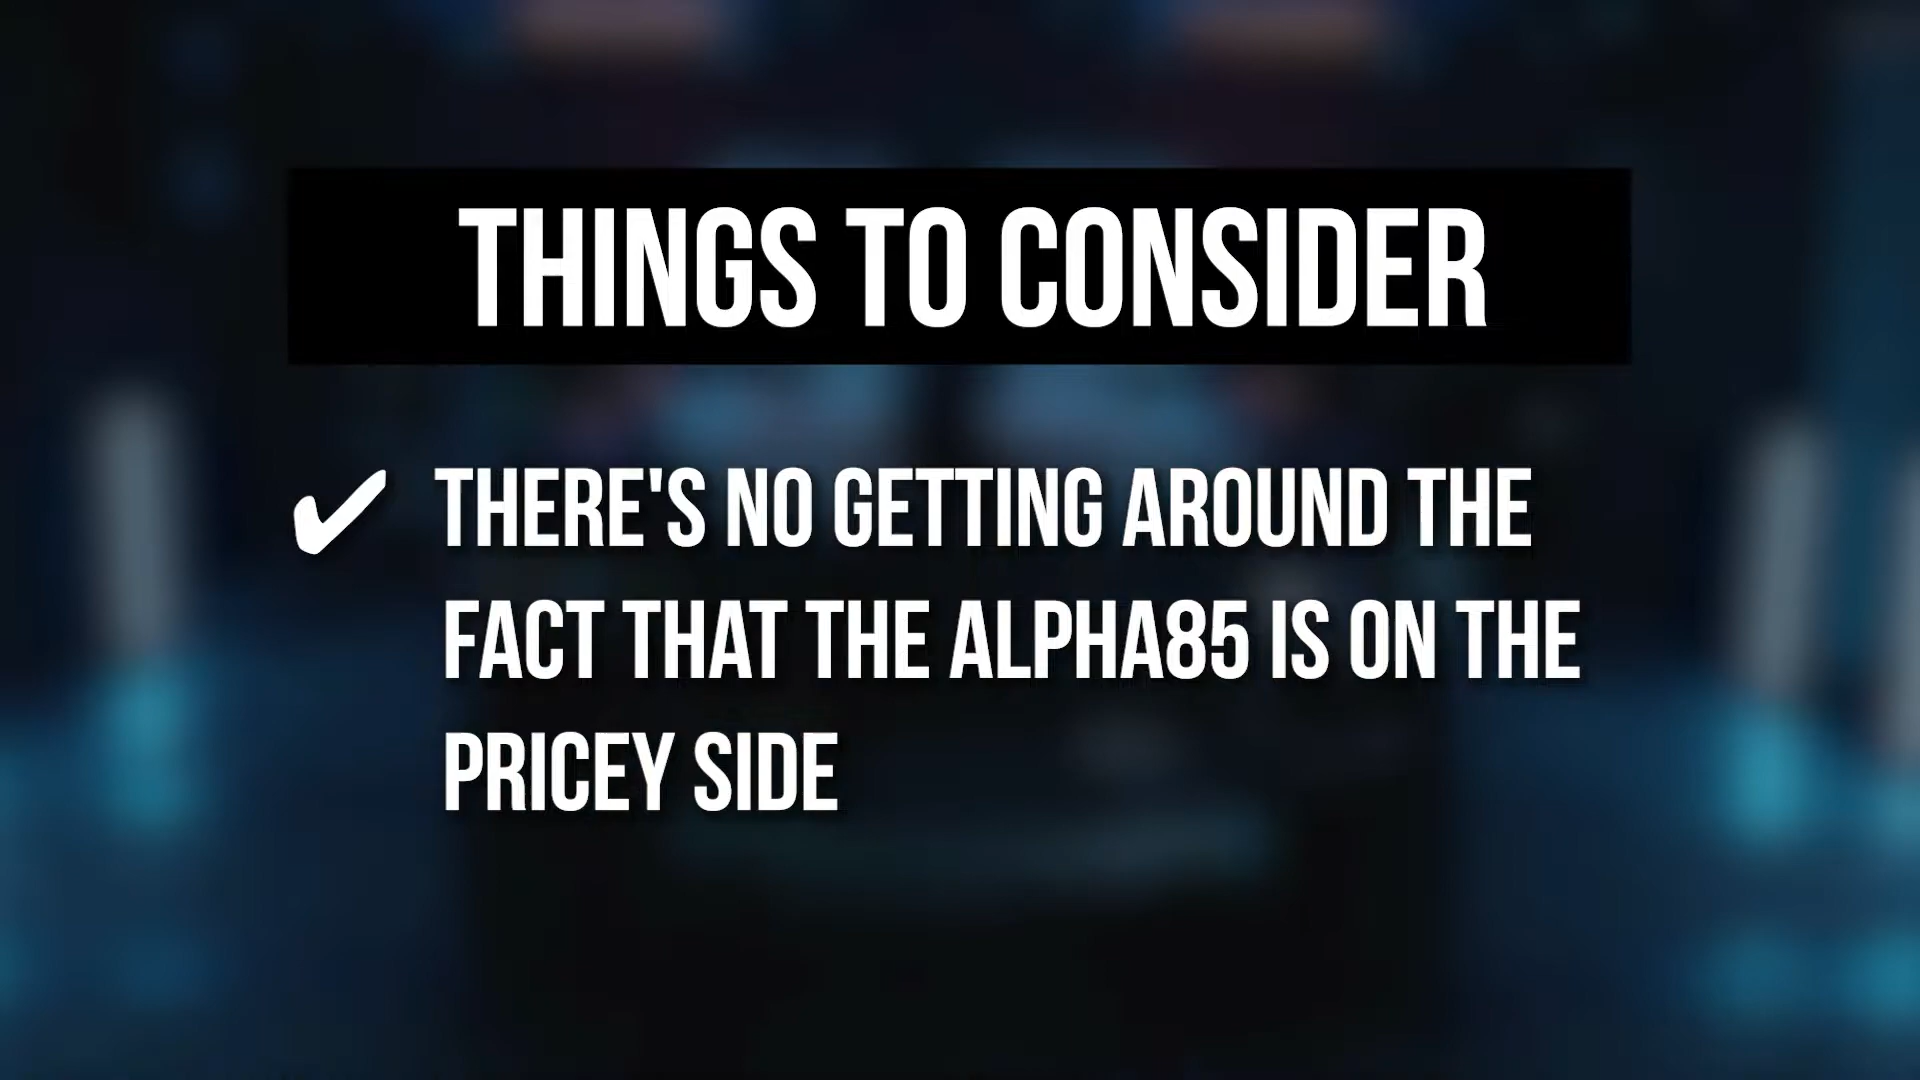 THINGS TO CONSIDER
✔ THERE'S NO GETTING AROUND THE
FACT THAT THE ALPHA85 IS ON THE
PRICEY SIDE